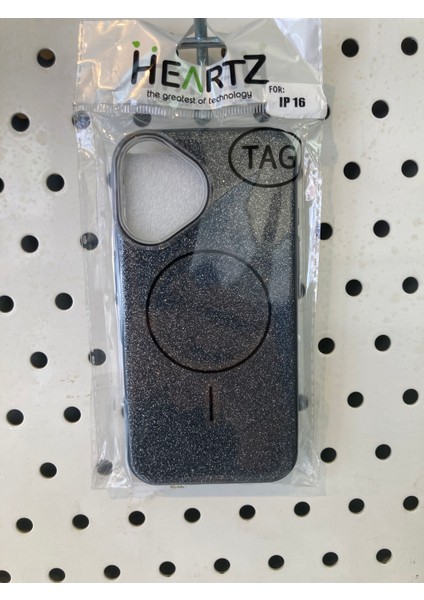 HEARTZ
the greatest of technology
FOR:
IP 16
TAG